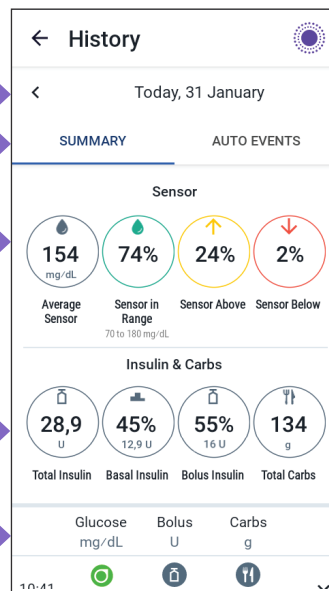 History
Today, 31 January
SUMMARY AUTO EVENTS
Sensor
154 74% 24% 2%
mg/dL
Average Sensor in Sensor Above Sensor Below
Sensor Range
70 to 180 mg/dL
Insulin & Carbs
28,9 45% 55% 134
U 12,9 U 16 U g
Total Insulin Basal Insulin Bolus Insulin Total Carbs
Glucose Bolus Carbs
mg/dL U g
10:41